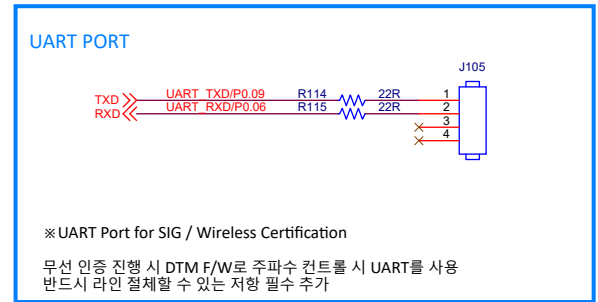 UART PORT
J105
TXD UART_TXD/P0.09 R114 22R 1
RXD UART_RXD/P0.06 R115 22R 2
3
4
※UART Port for SIG / Wireless Certification
무선 인증 진행 시 DTM F/W로 주파수 컨트롤 시 UART를 사용
반드시 라인 절체할 수 있는 저항 필수 추가